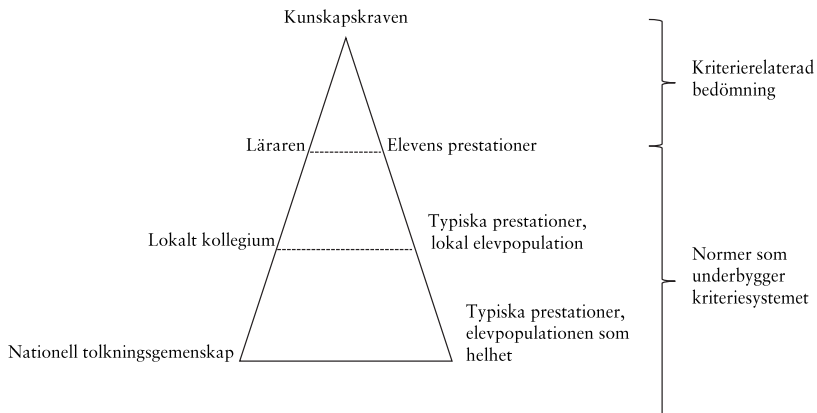 Kunskapskraven
Kriterierelaterad
bedömning
Läraren
Elevens prestationer
Lokalt kollegium
Typiska prestationer,
lokal elevpopulation
Normer som
underbygger
kriteriesystemet
Typiska prestationer,
elevpopulationen som
helhet
Nationell tolkningsgemenskap